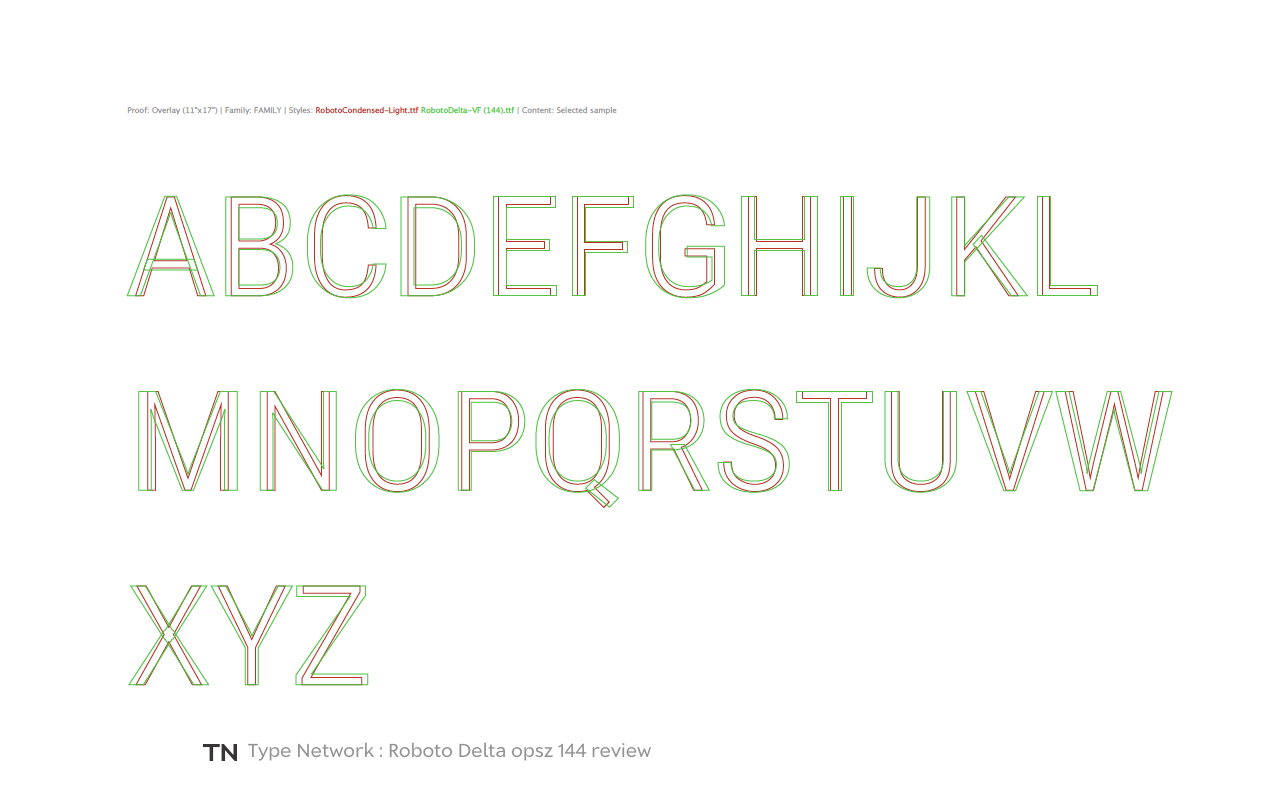 Proof: Overlay (11"x17") | Family: FAMILY | Styles: RobotoCondensed-Light.ttf RobotoDelta-VF (144).ttf | Content: Selected sample
ABCDEFGHIJKL
MNOPQRSTUVW
XYZ
TN Type Network : Roboto Delta opsz 144 review